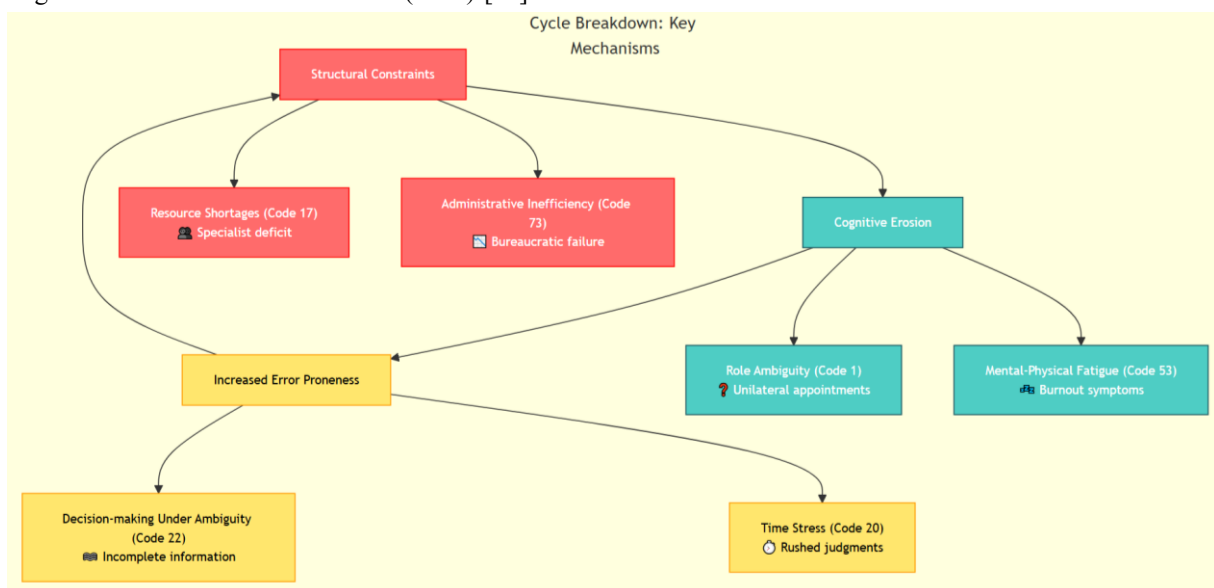 Cycle Breakdown: Key
Mechanisms
Structural Constraints
Resource Shortages (Code 17)
Specialist deficit
Administrative Inefficiency (Code
73)
Bureaucratic failure
Cognitive Erosion
Increased Error Proneness
Role Ambiguity (Code 1)
❓ Unilateral appointments
Mental-Physical Fatigue (Code 53)
Burnout symptoms
Decision-making Under Ambiguity
(Code 22)
Incomplete information
Time Stress (Code 20)
Rushed judgments